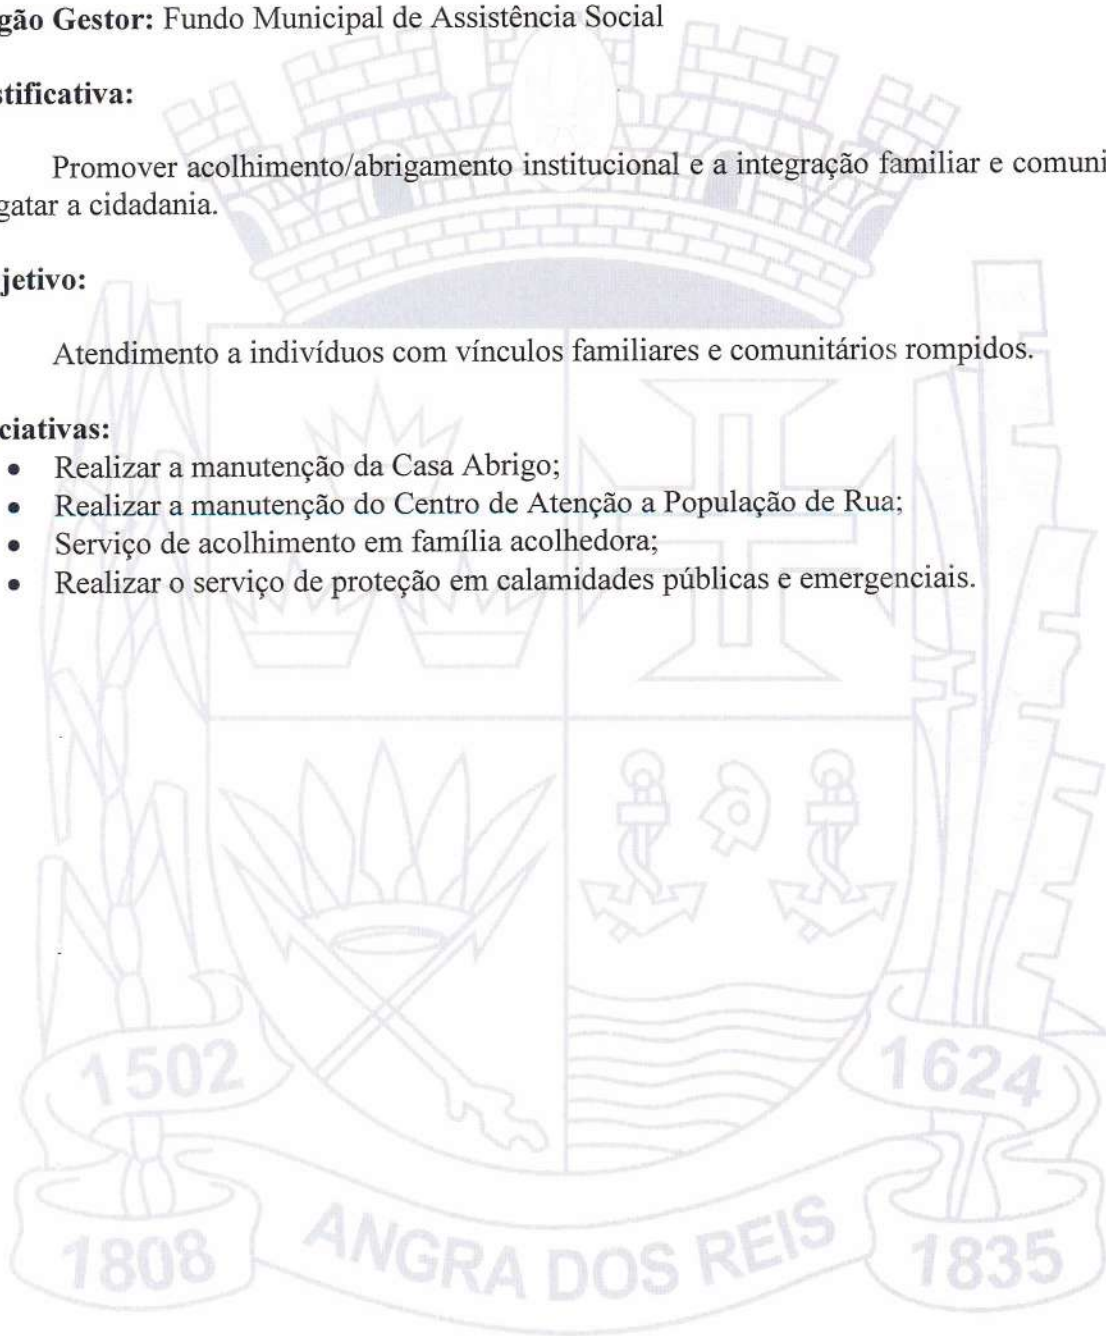 gão Gestor: Fundo Municipal de Assistência Social
stificativa:
Promover acolhimento/abrigamento institucional e a integração familiar e comuni
gatar a cidadania.
jetivo:
Atendimento a indivíduos com vínculos familiares e comunitários rompidos.
ciativas:
• Realizar a manutenção da Casa Abrigo;
• Realizar a manutenção do Centro de Atenção a População de Rua;
• Serviço de acolhimento em família acolhedora;
• Realizar o serviço de proteção em calamidades públicas e emergenciais.
1502
1624
1808
ANGRA DOS REIS
1835